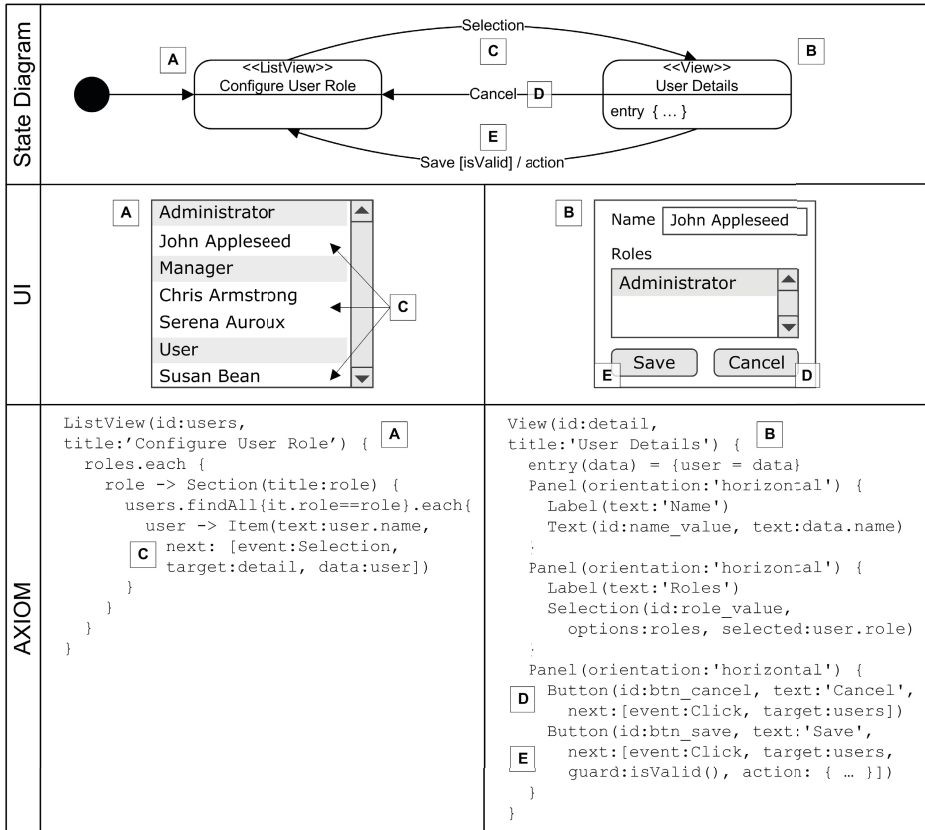 State Diagram
A
<<ListView>>
Configure User Role
Selection
C
Cancel
D
E
Save [isValid] / action
B
<<View>>
User Details
entry { … }
UI
A
Administrator
John Appleseed
Manager
Chris Armstrong
Serena Auroux
User
Susan Bean
C
B
Name John Appleseed
Roles
Administrator
Save Cancel
E D
AXIOM
ListView(id:users,
title:’Configure User Role’) {
A
roles.each {
role -> Section(title:role) {
users.findAll{it.role==role}.each{
user -> Item(text:user.name,
C
next: [event:Selection,
target:detail, data:user])
}
}
}
}
View(id:detail,
title:'User Details') {
B
entry(data) = {user = data}
Panel(orientation:'horizontal') {
Label(text:'Name')
Text(id:name_value, text:data.name)
}
Panel(orientation:'horizontal') {
Label(text:'Roles')
Selection(id:role_value,
options:roles, selected:user.role)
}
Panel(orientation:'horizontal') {
D
Button(id:btn_cancel, text:'Cancel',
next:[event:Click, target:users])
Button(id:btn_save, text:'Save',
E
next:[event:Click, target:users,
guard:isValid(), action: { … }])
}
}